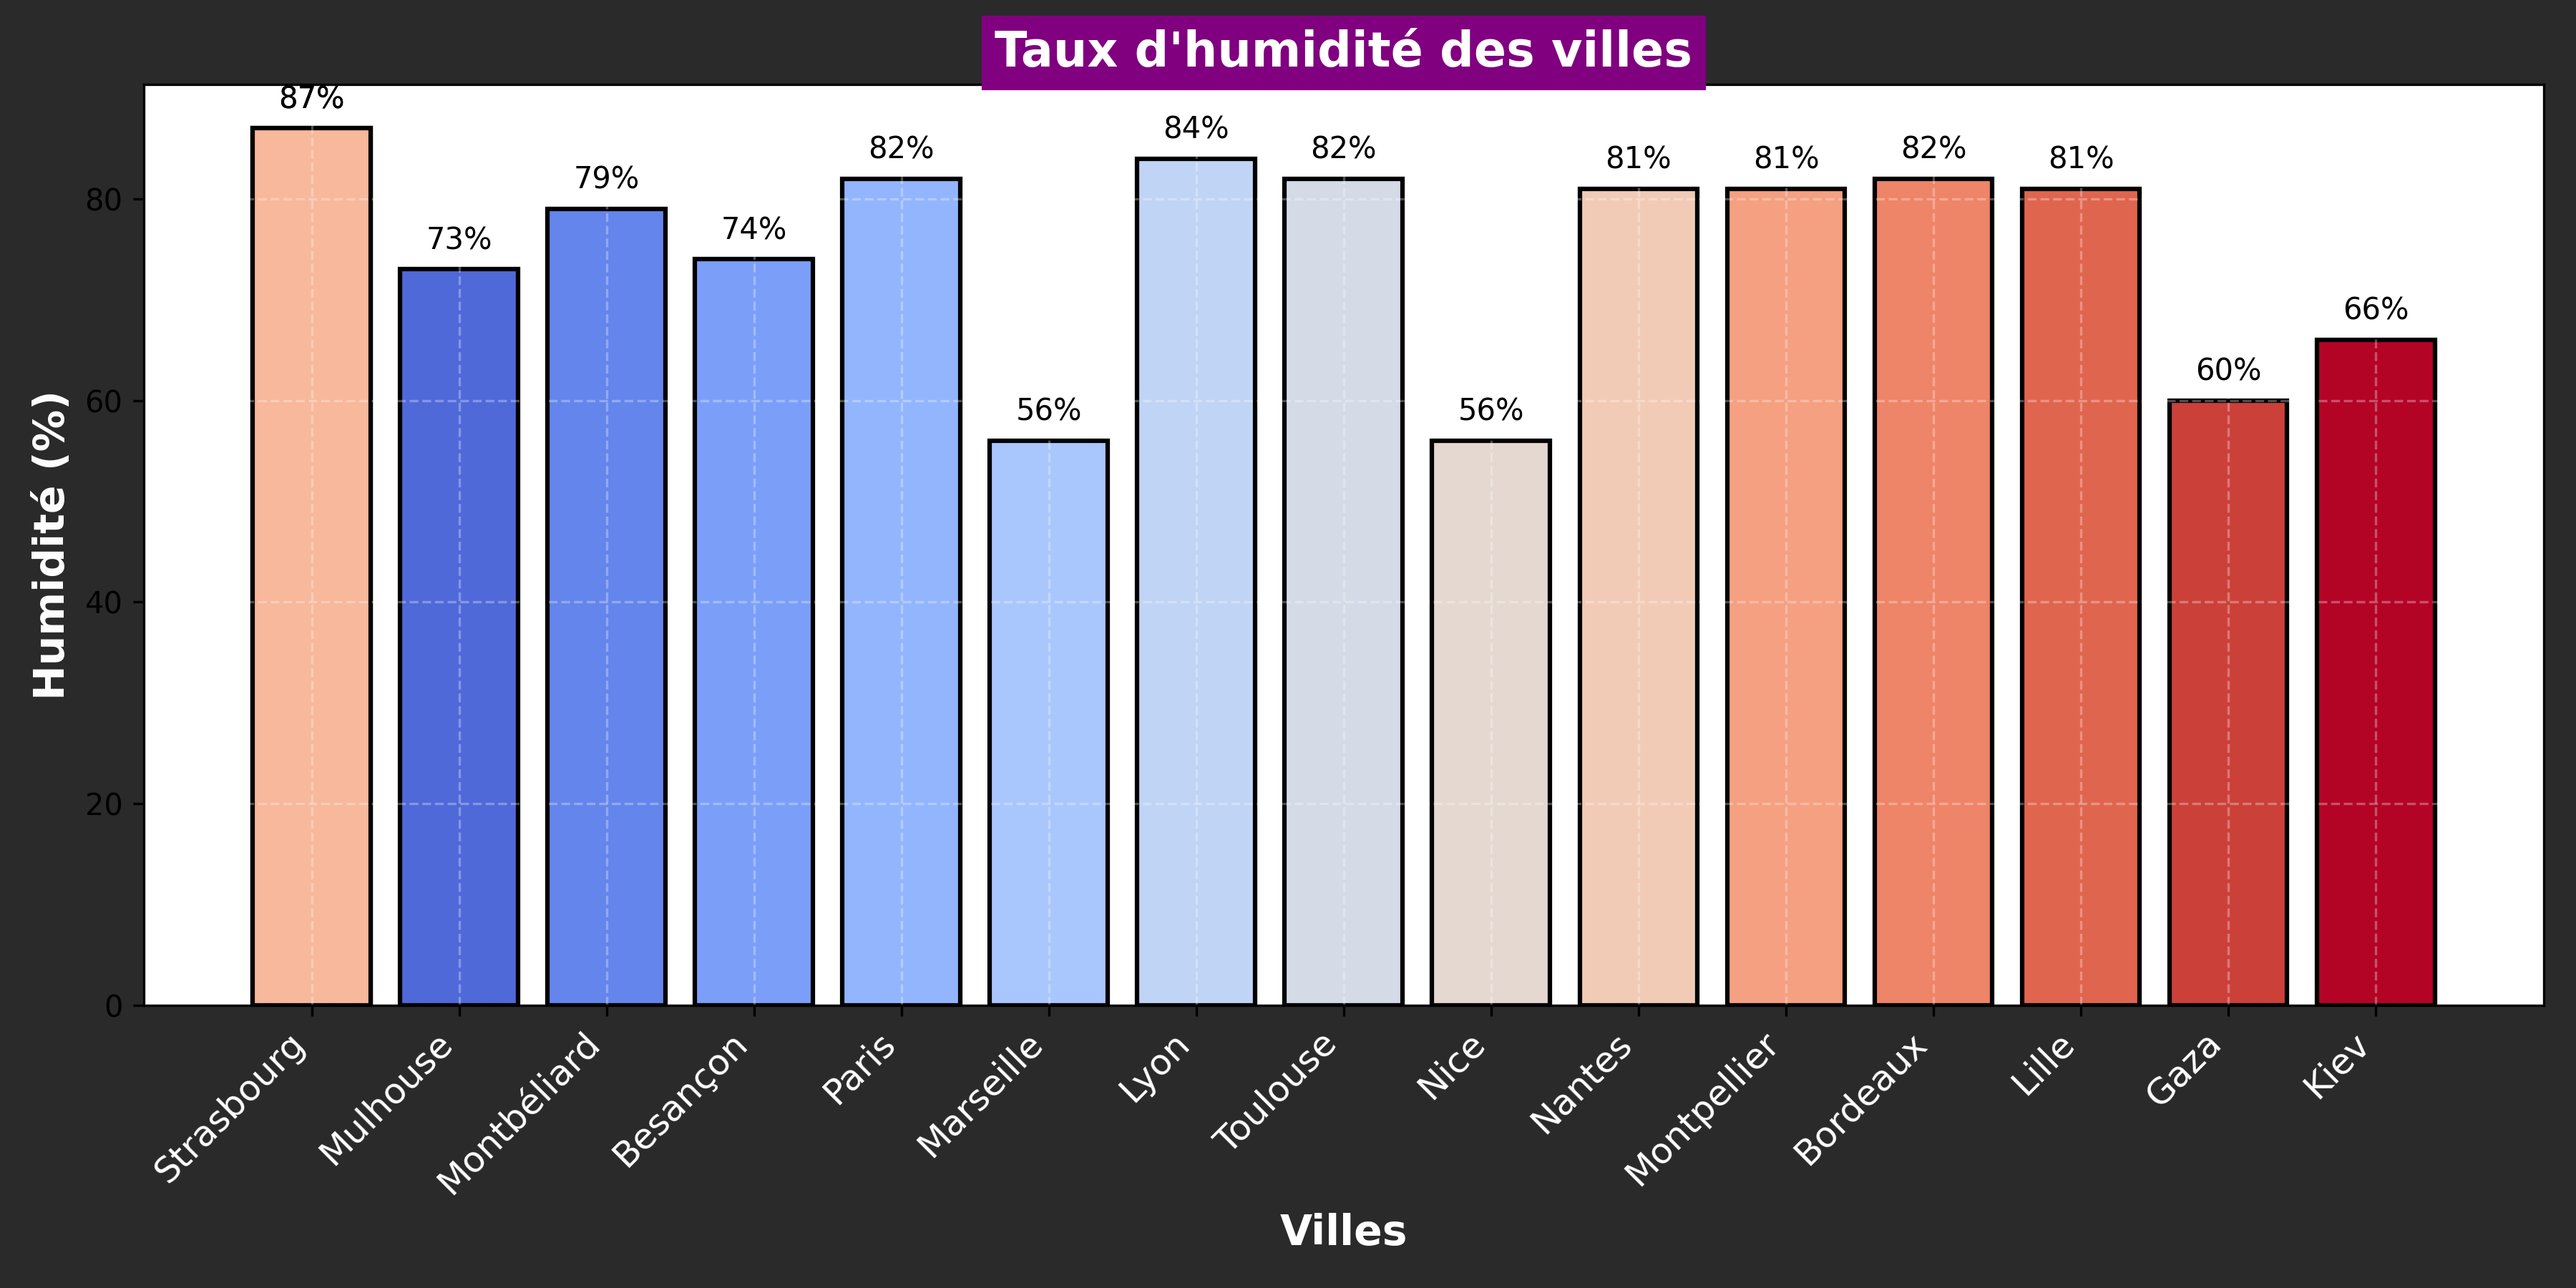 Taux d'humidité des villes
87%
73%
79%
74%
82%
56%
84%
82%
56%
81%
81%
82%
81%
60%
66%
Humidité (%)
80
60
40
20
0
Strasbourg
Mulhouse
Montbéliard
Besançon
Paris
Marseille
Lyon
Toulouse
Nice
Nantes
Montpellier
Bordeaux
Lille
Gaza
Kiev
Villes